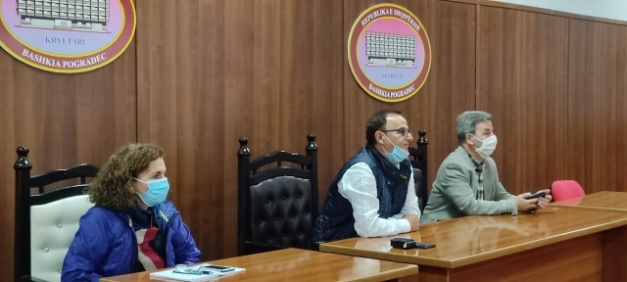 KRYETARI
BASHKIA POGRADEC
REPUBLIKA E SHQIPËRISË
KËSHILLI
BASHKIA POGRADEC